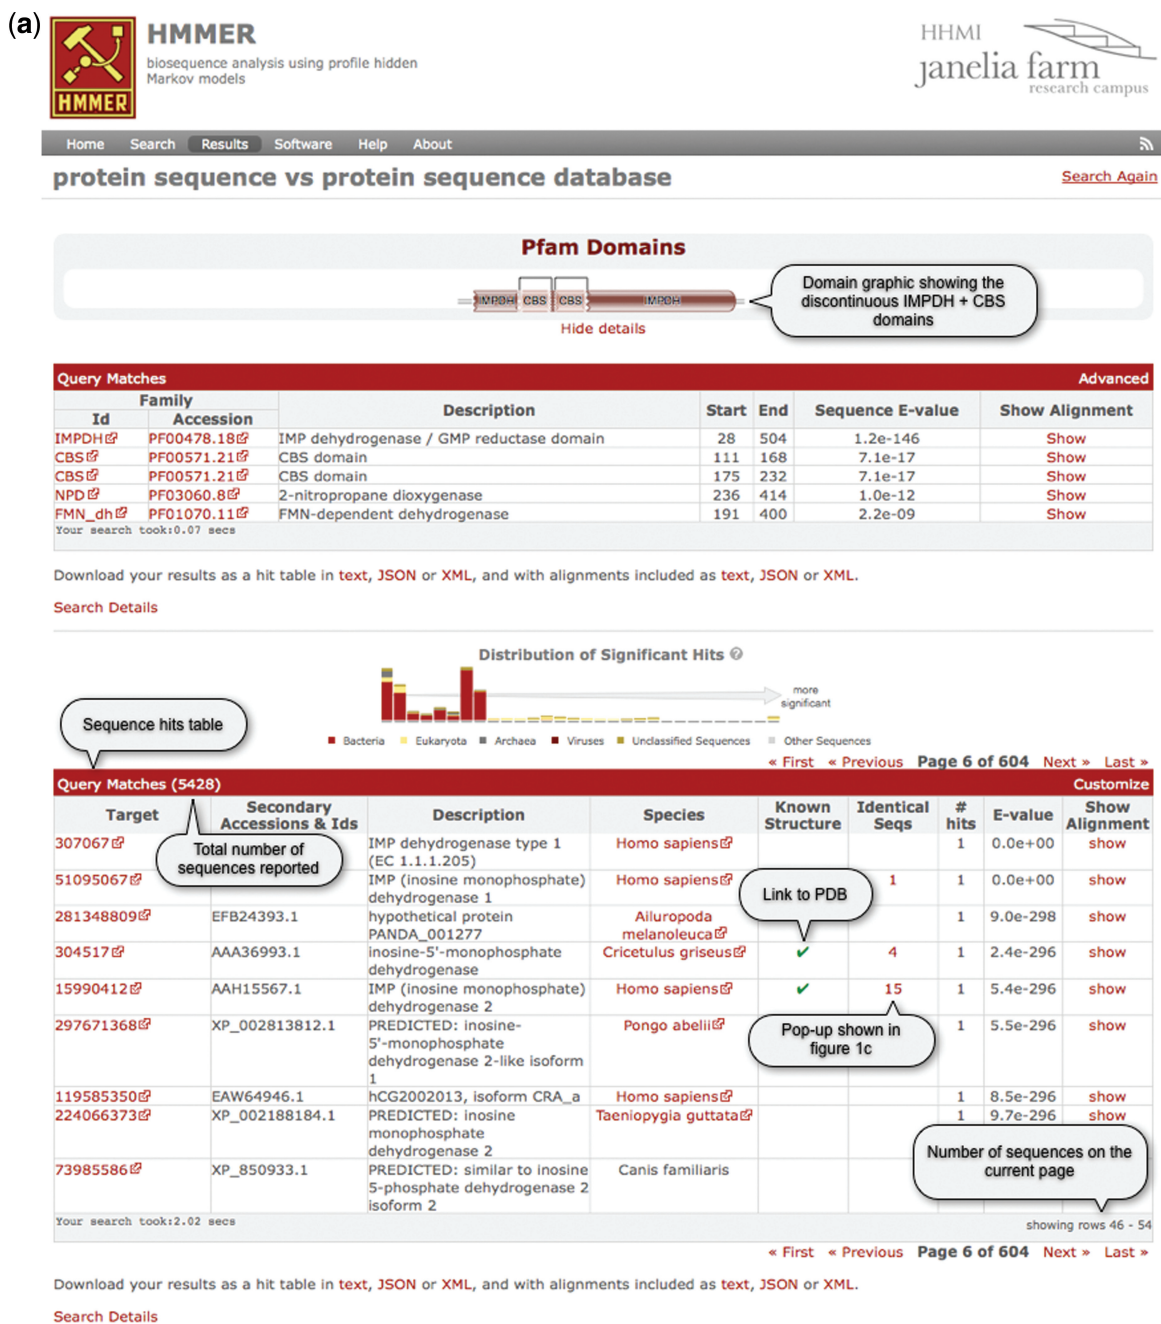 (a)
HMMER
biosequence analysis using profile hidden
Markov models
HMMER
HHMI
janelia farm
research campus
Home Search Results Software Help About
protein sequence vs protein sequence database
Search Again
Pfam Domains
IMPDH CBS CBS IMPDH
Domain graphic showing the
discontinuous IMPDH + CBS
domains
Hide details
Query Matches Advanced
Family
Id Accession Description Start End Sequence E-value Show Alignment
IMPDH PF00478.18 IMP dehydrogenase / GMP reductase domain 28 504 1.2e-146 Show
CBS PF00571.21 CBS domain 111 168 7.1e-17 Show
CBS PF00571.21 CBS domain 175 232 7.1e-17 Show
NPD PF03060.8 2-nitropropane dioxygenase 236 414 1.0e-12 Show
FMN_dh PF01070.11 FMN-dependent dehydrogenase 191 400 2.2e-09 Show
Your search took:0.07 secs
Download your results as a hit table in text, JSON or XML, and with alignments included as text, JSON or XML.
Search Details
Distribution of Significant Hits ?
more
significant
Sequence hits table
Bacteria Eukaryota Archaea Viruses Unclassified Sequences Other Sequences
« First « Previous Page 6 of 604 Next » Last »
Query Matches (5428) Customize
Target Secondary Accessions & Ids Description Species Known Structure Identical Seqs # hits E-value Show Alignment
Total number of
sequences reported
307067 IMP dehydrogenase type 1 Homo sapiens 1 0.0e+00 show
(EC 1.1.1.205)
51095067 IMP (inosine monophosphate) Homo sapiens 1 1 0.0e+00 show
dehydrogenase 1
Link to PDB
281348809 EFB24393.1 hypothetical protein Ailuropoda 1 9.0e-298 show
PANDA_001277 melanoleuca
304517 AAA36993.1 inosine-5'-monophosphate Cricetulus griseus ✔ 4 1 2.4e-296 show
dehydrogenase
15990412 AAH15567.1 IMP (inosine monophosphate) Homo sapiens ✔ 15 1 5.4e-296 show
dehydrogenase 2
297671368 XP_002813812.1 PREDICTED: inosine- Pongo abelii 1 5.5e-296 show
5'-monophosphate
dehydrogenase 2-like isoform
1
Pop-up shown in
figure 1c
119585350 EAW64946.1 hCG2002013, isoform CRA_a Homo sapiens 1 8.5e-296 show
224066373 XP_002188184.1 PREDICTED: inosine Taeniopygia guttata 1 9.7e-296 show
monophosphate
dehydrogenase 2
Number of sequences on the
current page
73985586 XP_850933.1 PREDICTED: similar to inosine Canis familiaris
5-phosphate dehydrogenase 2
isoform 2
Your search took:2.02 secs showing rows 46 - 54
« First « Previous Page 6 of 604 Next » Last »
Download your results as a hit table in text, JSON or XML, and with alignments included as text, JSON or XML.
Search Details